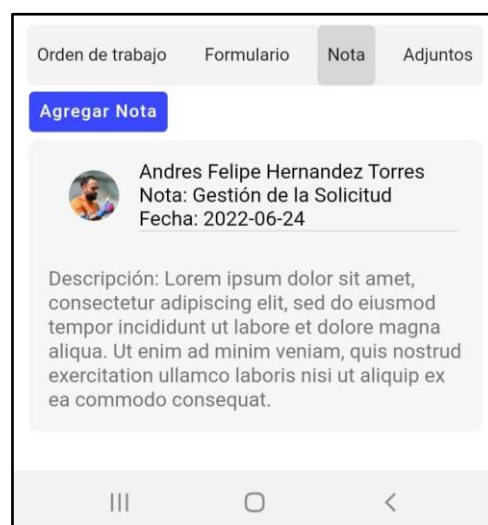 Orden de trabajo Formulario Nota Adjuntos
Agregar Nota
Andres Felipe Hernandez Torres
Nota: Gestión de la Solicitud
Fecha: 2022-06-24
Descripción: Lorem ipsum dolor sit amet,
consectetur adipiscing elit, sed do eiusmod
tempor incididunt ut labore et dolore magna
aliqua. Ut enim ad minim veniam, quis nostrud
exercitation ullamco laboris nisi ut aliquip ex
ea commodo consequat.